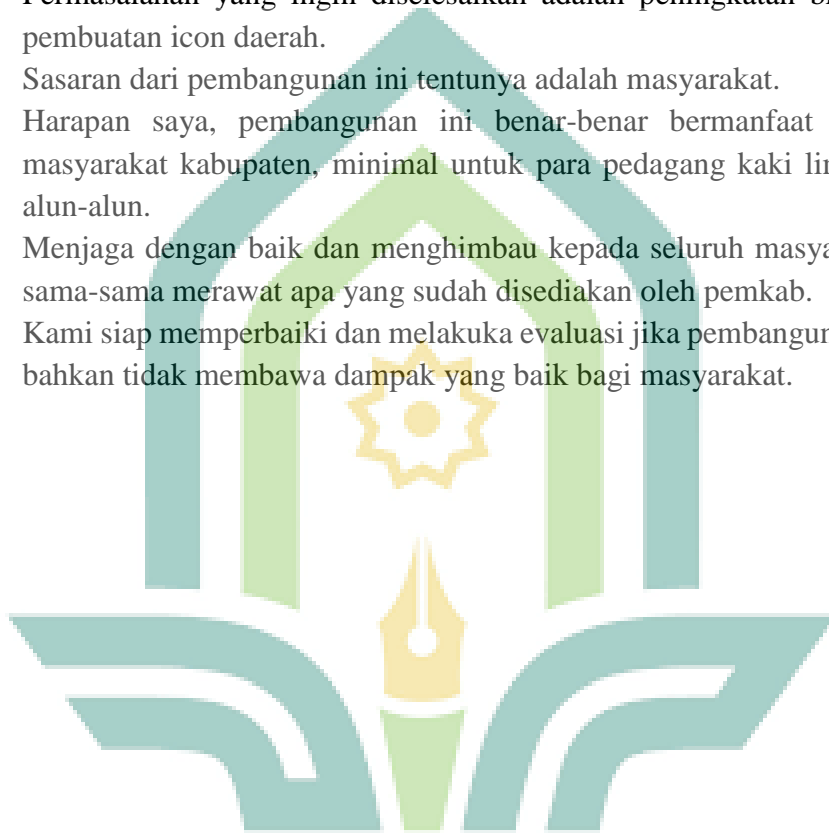 pembuatan icon daerah.
Sasaran dari pembangunan ini tentunya adalah masyarakat.
Harapan saya, pembangunan ini benar-benar bermanfaat
masyarakat kabupaten, minimal untuk para pedagang kaki
alun-alun.
Menjaga dengan baik dan menghimbau kepada seluruh
sama-sama merawat apa yang sudah disediakan oleh pemkab.
Kami siap memperbaiki dan melakuka evaluasi jika
bahkan tidak membawa dampak yang baik bagi masyarakat.